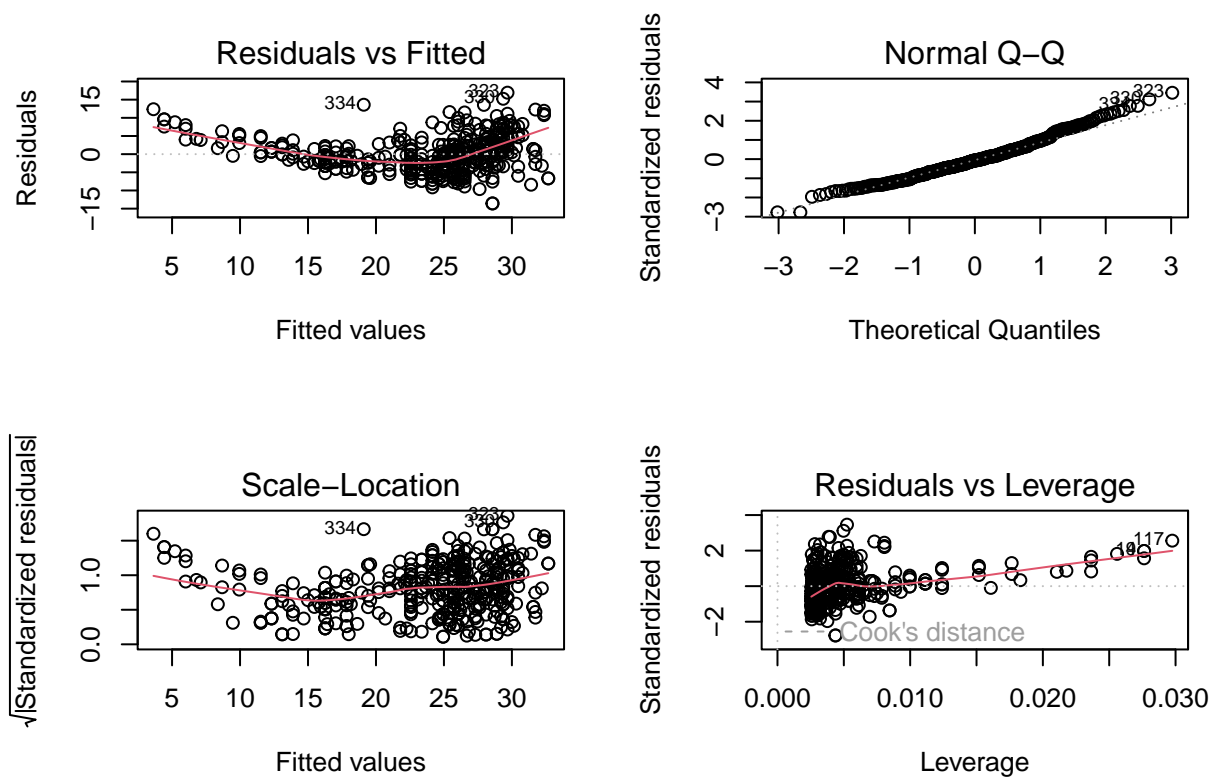 Residuals vs Fitted
Residuals
15
0
−15
334
323
330
5 10 15 20 25 30
Fitted values
Normal Q−Q
Standardized residuals
4
2
0
−3
323
−3 −2 −1 0 1 2 3
Theoretical Quantiles
Scale−Location
√|Standardized residuals|
1.0
0.0
334
323
330
5 10 15 20 25 30
Fitted values
Residuals vs Leverage
Standardized residuals
2
−2
117
Cook's distance
0.000 0.010 0.020 0.030
Leverage